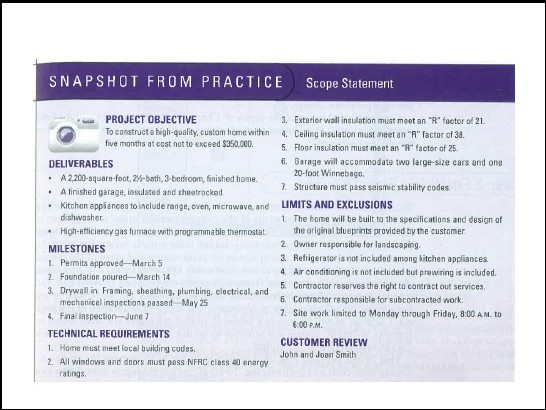 SNAPSHOT FROM PRACTICE Scope Statement
PROJECT OBJECTIVE
To construct a high-quality, custom home within
five months at cost not to exceed $350,000.
DELIVERABLES
• A 2,200-square-foot, 2½-bath, 3-bedroom, finished home.
• A finished garage, insulated and sheetrocked.
• Kitchen appliances to include range, oven, microwave, and
dishwasher.
• High-efficiency gas furnace with programmable thermostat.
MILESTONES
1. Permits approved—March 5
2. Foundation poured—March 14
3. Drywall in. Framing, sheathing, plumbing, electrical, and
mechanical inspections passed—May 25
4. Final inspection—June 7
TECHNICAL REQUIREMENTS
1. Home must meet local building codes.
2. All windows and doors must pass NFRC class 40 energy
ratings.
3. Exterior wall insulation must meet an "R" factor of 21.
4. Ceiling insulation must meet an "R" factor of 38.
5. Floor insulation must meet an "R" factor of 25.
6. Garage will accommodate two large-size cars and one
20-foot Winnebago.
7. Structure must pass seismic stability codes.
LIMITS AND EXCLUSIONS
1. The home will be built to the specifications and design of
the original blueprints provided by the customer.
2. Owner responsible for landscaping.
3. Refrigerator is not included among kitchen appliances.
4. Air conditioning is not included but prewiring is included.
5. Contractor reserves the right to contract out services.
6. Contractor responsible for subcontracted work.
7. Site work limited to Monday through Friday, 8:00 A.M. to
6:00 P.M.
CUSTOMER REVIEW
John and Joan Smith